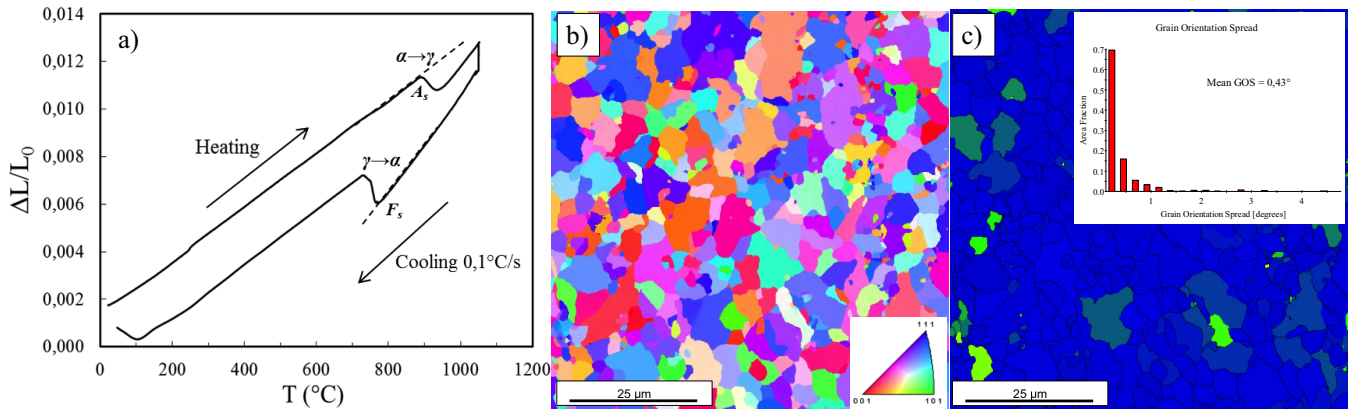 a)
0,014
0,012
0,010
0,008
0,006
0,004
0,002
0,000
ΔL/L0
0
200
400
600
800
1000
1200
T (°C)
α→γ
As
Heating
γ→α
Fs
Cooling 0,1°C/s
b)
25 µm
111
001
101
c)
Grain Orientation Spread
0.7
0.6
0.5
0.4
0.3
0.2
0.1
0.0
Area Fraction
Mean GOS = 0,43°
1
2
3
4
Grain Orientation Spread [degrees]
25 µm